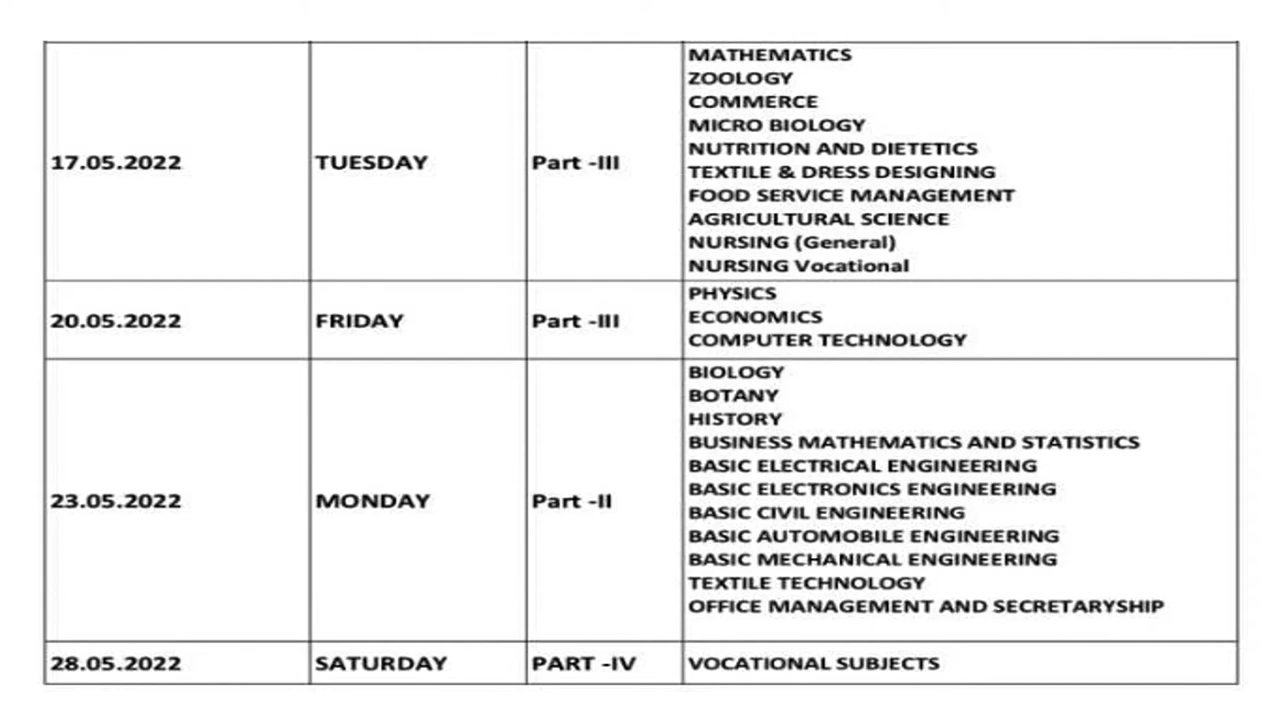 MATHEMATICS
ZOOLOGY
COMMERCE
MICRO BIOLOGY
NUTRITION AND DIETETICS
17.05.2022 TUESDAY Part -III TEXTILE & DRESS DESIGNING
FOOD SERVICE MANAGEMENT
AGRICULTURAL SCIENCE
NURSING (General)
NURSING Vocational
PHYSICS
20.05.2022 FRIDAY Part -III ECONOMICS
COMPUTER TECHNOLOGY
BIOLOGY
BOTANY
HISTORY
BUSINESS MATHEMATICS AND STATISTICS
BASIC ELECTRICAL ENGINEERING
23.05.2022 MONDAY Part -II BASIC ELECTRONICS ENGINEERING
BASIC CIVIL ENGINEERING
BASIC AUTOMOBILE ENGINEERING
BASIC MECHANICAL ENGINEERING
TEXTILE TECHNOLOGY
OFFICE MANAGEMENT AND SECRETARYSHIP
28.05.2022 SATURDAY PART -IV VOCATIONAL SUBJECTS